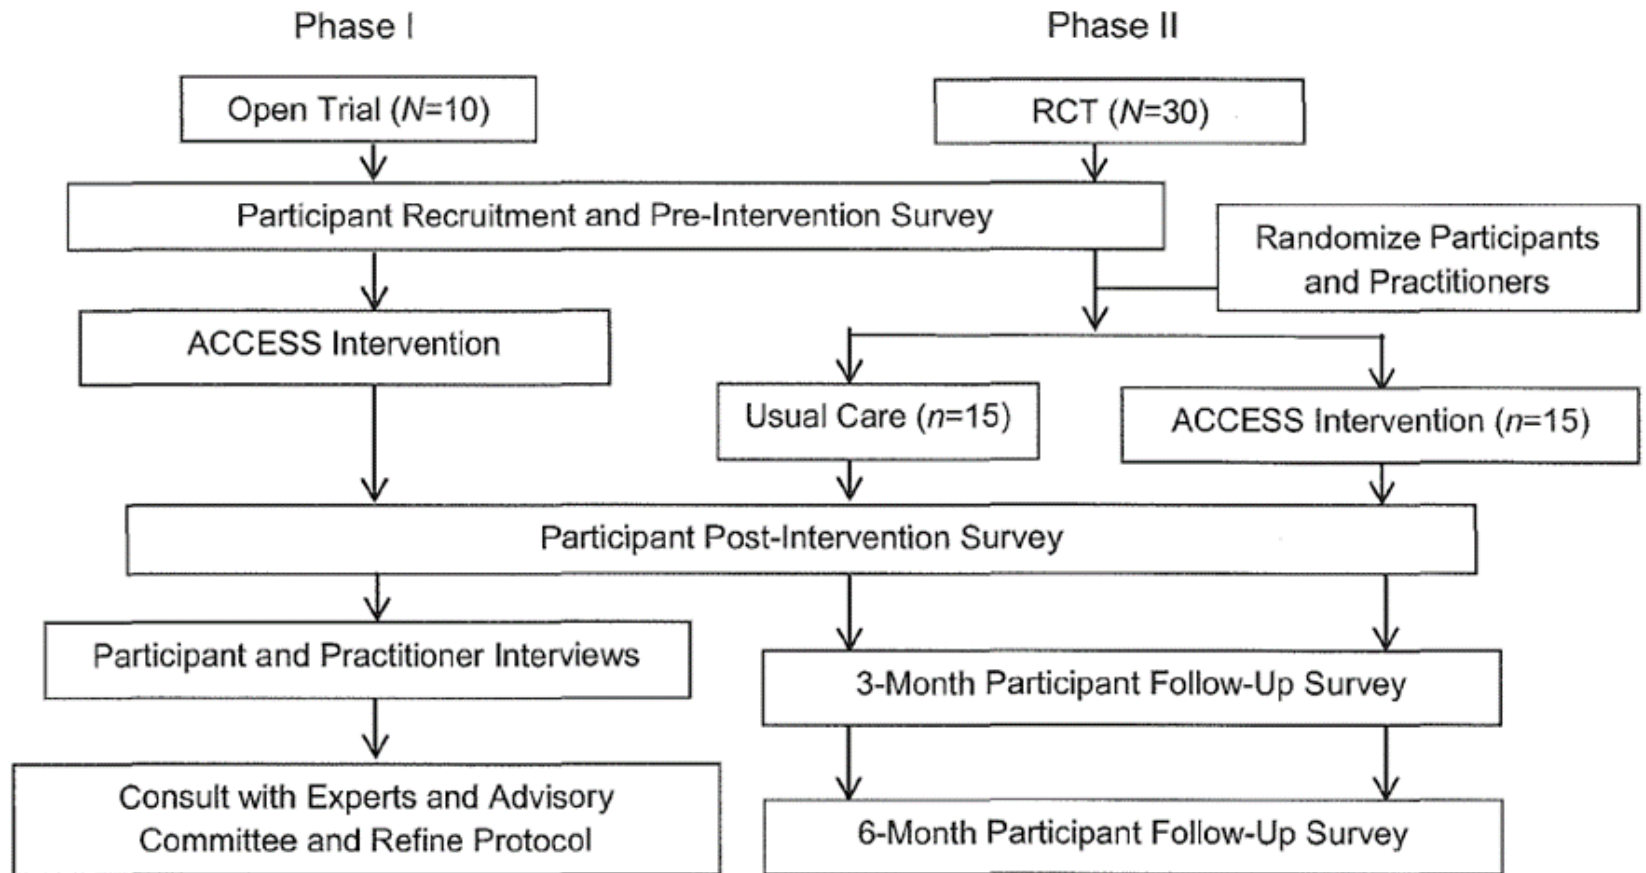 Phase I
Phase II
Open Trial (N=10)
RCT (N=30)
Participant Recruitment and Pre-Intervention Survey
Randomize Participants
and Practitioners
ACCESS Intervention
Usual Care (n=15)
ACCESS Intervention (n=15)
Participant Post-Intervention Survey
Participant and Practitioner Interviews
3-Month Participant Follow-Up Survey
Consult with Experts and Advisory
Committee and Refine Protocol
6-Month Participant Follow-Up Survey